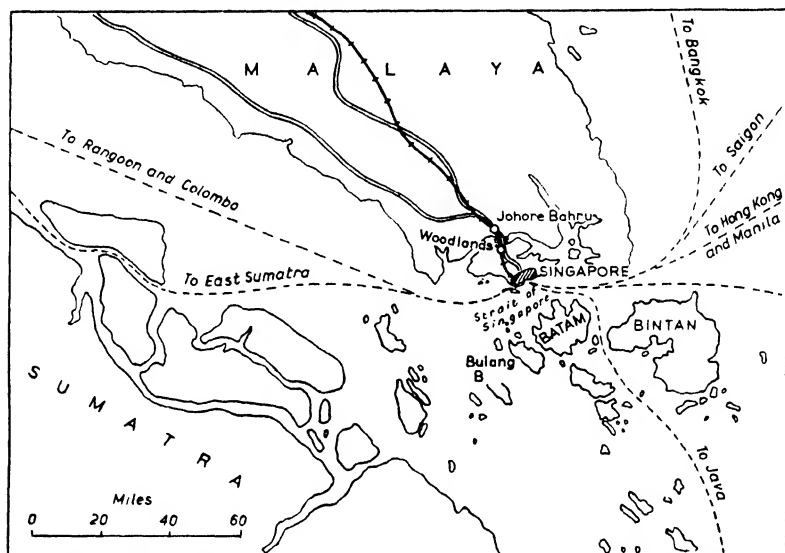 MALAYA
To Bangkok
To Saigon
To Hong Kong
and Manila
To Rangoon and Colombo
Johore Bahru
Woodlands
SINGAPORE
To East Sumatra
Strait of
Singapore
BATAM
BINTAN
Bulang
B
SUMATRA
To Java
Miles
0 20 40 60